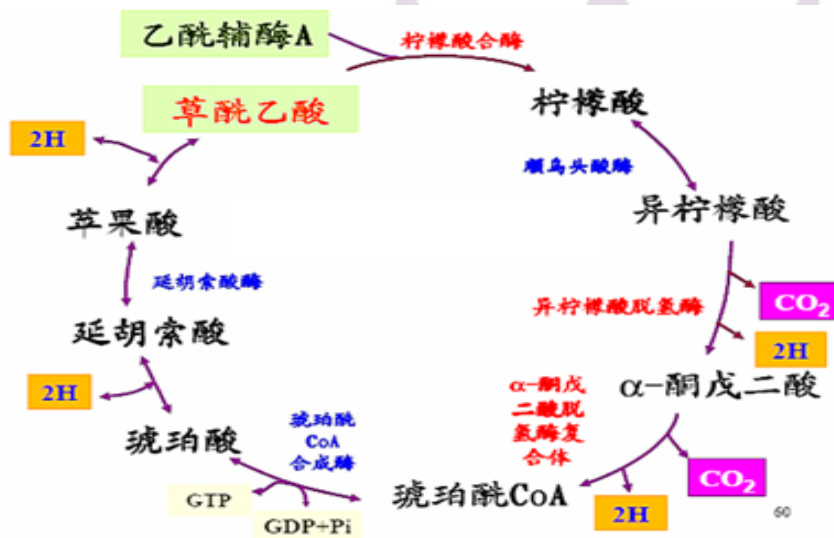 乙酰辅酶A
柠檬酸合酶
草酰乙酸
柠檬酸
2H
顺乌头酸酶
苹果酸
异柠檬酸
延胡索酸酶
异柠檬酸脱氢酶
CO₂
2H
延胡索酸
2H
α-酮戊
二酸脱
氢酶复
合体
α-酮戊二酸
琥珀酰
CoA
合成酶
琥珀酸
CO₂
琥珀酰CoA
2H
GTP
GDP+Pi
60